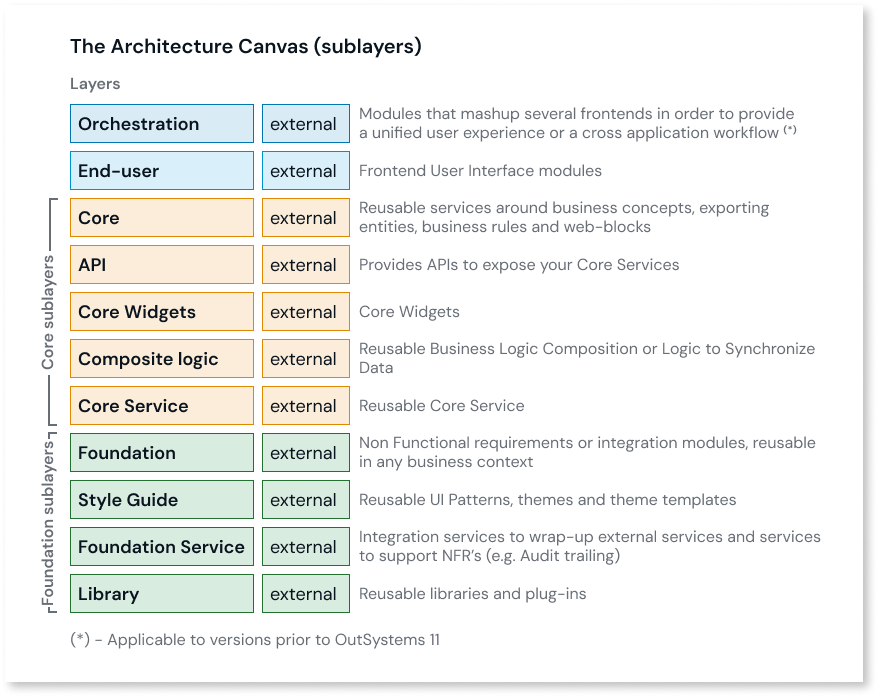 The Architecture Canvas (sublayers)
Layers
Orchestration
external
Modules that mashup several frontends in order to provide
a unified user experience or a cross application workflow (*)
End-user
external
Frontend User Interface modules
Core sublayers
Core
external
Reusable services around business concepts, exporting
entities, business rules and web-blocks
API
external
Provides APIs to expose your Core Services
Core Widgets
external
Core Widgets
Composite logic
external
Reusable Business Logic Composition or Logic to Synchronize
Data
Core Service
external
Reusable Core Service
Foundation sublayers
Foundation
external
Non Functional requirements or integration modules, reusable
in any business context
Style Guide
external
Reusable UI Patterns, themes and theme templates
Foundation Service
external
Integration services to wrap-up external services and services
to support NFR's (e.g. Audit trailing)
Library
external
Reusable libraries and plug-ins
(*) - Applicable to versions prior to OutSystems 11